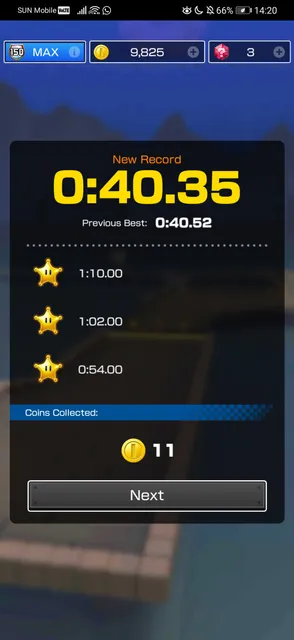 SUN Mobile VoLTE 66% 14:20
150 MAX i 9,825 3
New Record
0:40.35
Previous Best: 0:40.52
1:10.00
1:02.00
0:54.00
Coins Collected:
11
Next